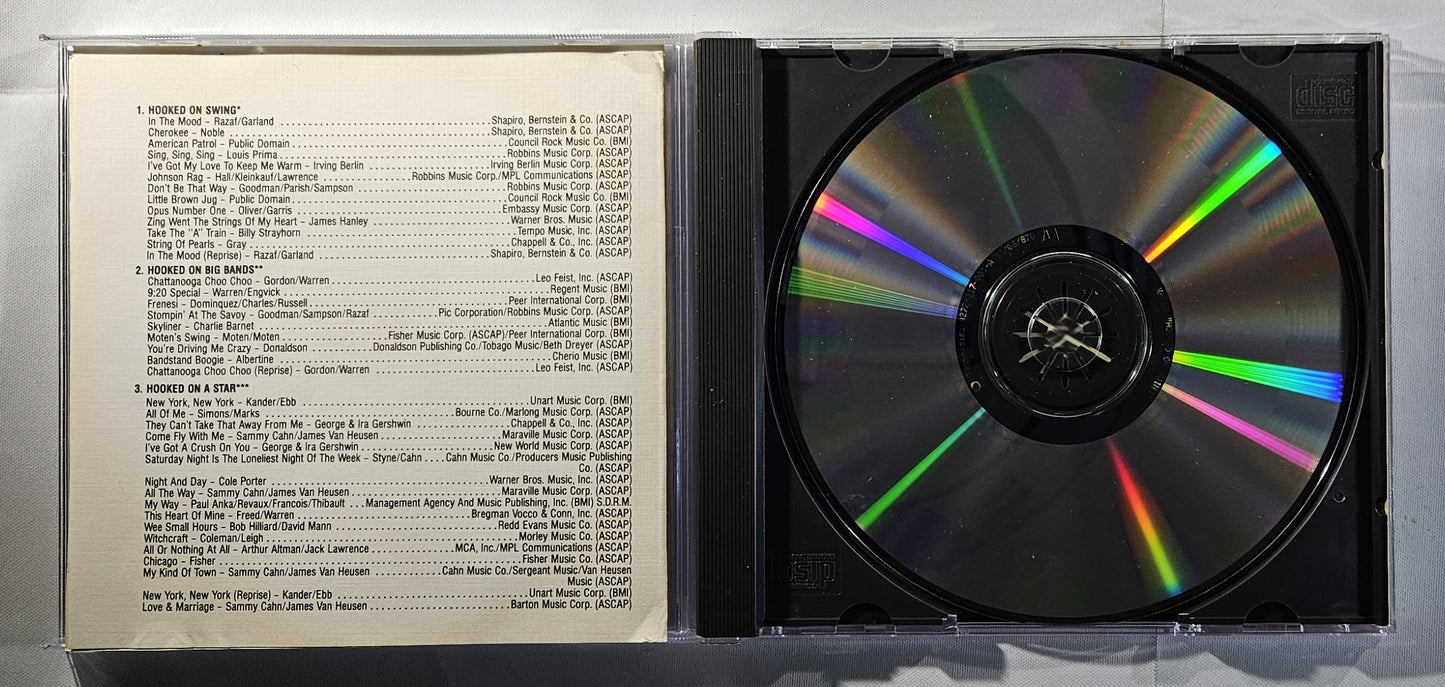 1. HOOKED ON SWING*
In The Mood – Razaf/Garland ........ Shapiro, Bernstein & Co. (ASCAP)
Cherokee – Noble ........ Shapiro, Bernstein & Co. (ASCAP)
American Patrol – Public Domain ........ Council Rock Music Co. (BMI)
Sing, Sing, Sing – Louis Prima ........ Robbins Music Corp. (ASCAP)
I've Got My Love To Keep Me Warm – Irving Berlin ........ Irving Berlin Music Corp. (ASCAP)
Johnson Rag – Hall/Kleinkauf/Lawrence ........ Robbins Music Corp./MPL Communications (ASCAP)
Don't Be That Way – Goodman/Parish/Sampson ........ Robbins Music Corp. (ASCAP)
Little Brown Jug – Public Domain ........ Council Rock Music Co. (BMI)
Opus Number One – Oliver/Garris ........ Embassy Music Corp. (ASCAP)
Zing Went The Strings Of My Heart – James Hanley ........ Warner Bros. Music (ASCAP)
Take The "A" Train – Billy Strayhorn ........ Tempo Music, Inc. (ASCAP)
String Of Pearls – Gray ........ Chappell & Co., Inc. (ASCAP)
In The Mood (Reprise) – Razaf/Garland ........ Shapiro, Bernstein & Co. (ASCAP)
2. HOOKED ON BIG BANDS**
Chattanooga Choo Choo – Gordon/Warren ........ Leo Feist, Inc. (ASCAP)
9:20 Special – Warren/Engvick ........ Regent Music (BMI)
Frenesi – Dominquez/Charles/Russell ........ Peer International Corp. (BMI)
Stompin' At The Savoy – Goodman/Sampson/Razaf ........ Pic Corporation/Robbins Music Corp. (ASCAP)
Skyliner – Charlie Barnet ........ Atlantic Music (BMI)
Moten's Swing – Moten/Moten ........ Fisher Music Corp. (ASCAP)/Peer International Corp. (BMI)
You're Driving Me Crazy – Donaldson ........ Donaldson Publishing Co./Tobago Music/Beth Dreyer (ASCAP)
Bandstand Boogie – Albertine ........ Cherio Music (BMI)
Chattanooga Choo Choo (Reprise) – Gordon/Warren ........ Leo Feist, Inc. (ASCAP)
3. HOOKED ON A STAR***
New York, New York – Kander/Ebb ........ Unart Music Corp. (BMI)
All Of Me – Simons/Marks ........ Bourne Co./Marlong Music Corp. (ASCAP)
They Can't Take That Away From Me – George & Ira Gershwin ........ Chappell & Co., Inc. (ASCAP)
Come Fly With Me – Sammy Cahn/James Van Heusen ........ Maraville Music Corp. (ASCAP)
I've Got A Crush On You – George & Ira Gershwin ........ New World Music Corp. (ASCAP)
Saturday Night Is The Loneliest Night Of The Week – Styne/Cahn .... Cahn Music Co./Producers Music Publishing
Co. (ASCAP)
Night And Day – Cole Porter ........ Warner Bros. Music, Inc. (ASCAP)
All The Way – Sammy Cahn/James Van Heusen ........ Maraville Music Corp. (ASCAP)
My Way – Paul Anka/Revaux/Francois/Thibault ... Management Agency And Music Publishing, Inc. (BMI) S.D.R.M.
This Heart Of Mine – Freed/Warren ........ Bregman Vocco & Conn, Inc. (ASCAP)
Wee Small Hours – Bob Hilliard/David Mann ........ Redd Evans Music Co. (ASCAP)
Witchcraft – Coleman/Leigh ........ Morley Music Co. (ASCAP)
All Or Nothing At All – Arthur Altman/Jack Lawrence ........ MCA, Inc./MPL Communications (ASCAP)
Chicago – Fisher ........ Fisher Music Co. (ASCAP)
My Kind Of Town – Sammy Cahn/James Van Heusen ........ Cahn Music Co./Sergeant Music/Van Heusen
Music (ASCAP)
New York, New York (Reprise) – Kander/Ebb ........ Unart Music Corp. (BMI)
Love & Marriage – Sammy Cahn/James Van Heusen ........ Barton Music Corp. (ASCAP)
disc
disc